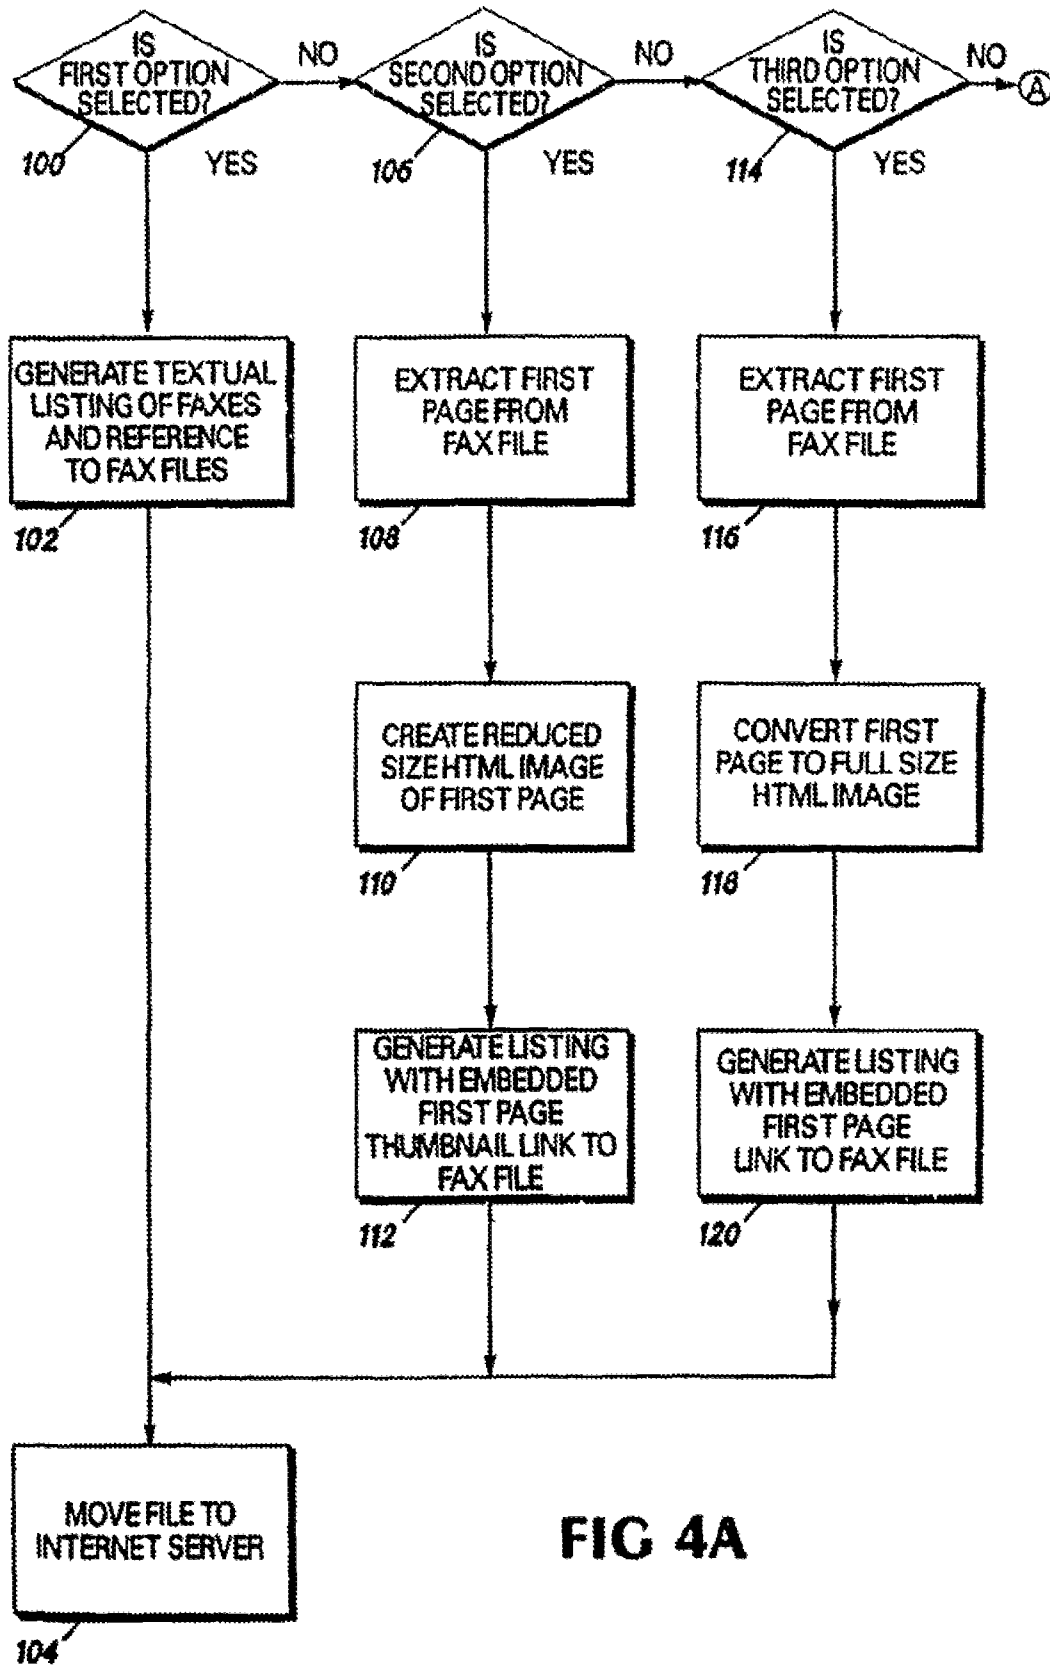 IS
FIRST OPTION
SELECTED?
NO
100
YES
IS
SECOND OPTION
SELECTED?
NO
106
YES
IS
THIRD OPTION
SELECTED?
NO
A
114
YES
GENERATE TEXTUAL
LISTING OF FAXES
AND REFERENCE
TO FAX FILES
102
EXTRACT FIRST
PAGE FROM
FAX FILE
108
EXTRACT FIRST
PAGE FROM
FAX FILE
116
CREATE REDUCED
SIZE HTML IMAGE
OF FIRST PAGE
110
CONVERT FIRST
PAGE TO FULL SIZE
HTML IMAGE
118
GENERATE LISTING
WITH EMBEDDED
FIRST PAGE
THUMBNAIL LINK TO
FAX FILE
112
GENERATE LISTING
WITH EMBEDDED
FIRST PAGE
LINK TO FAX FILE
120
MOVE FILE TO
INTERNET SERVER
104
FIG 4A